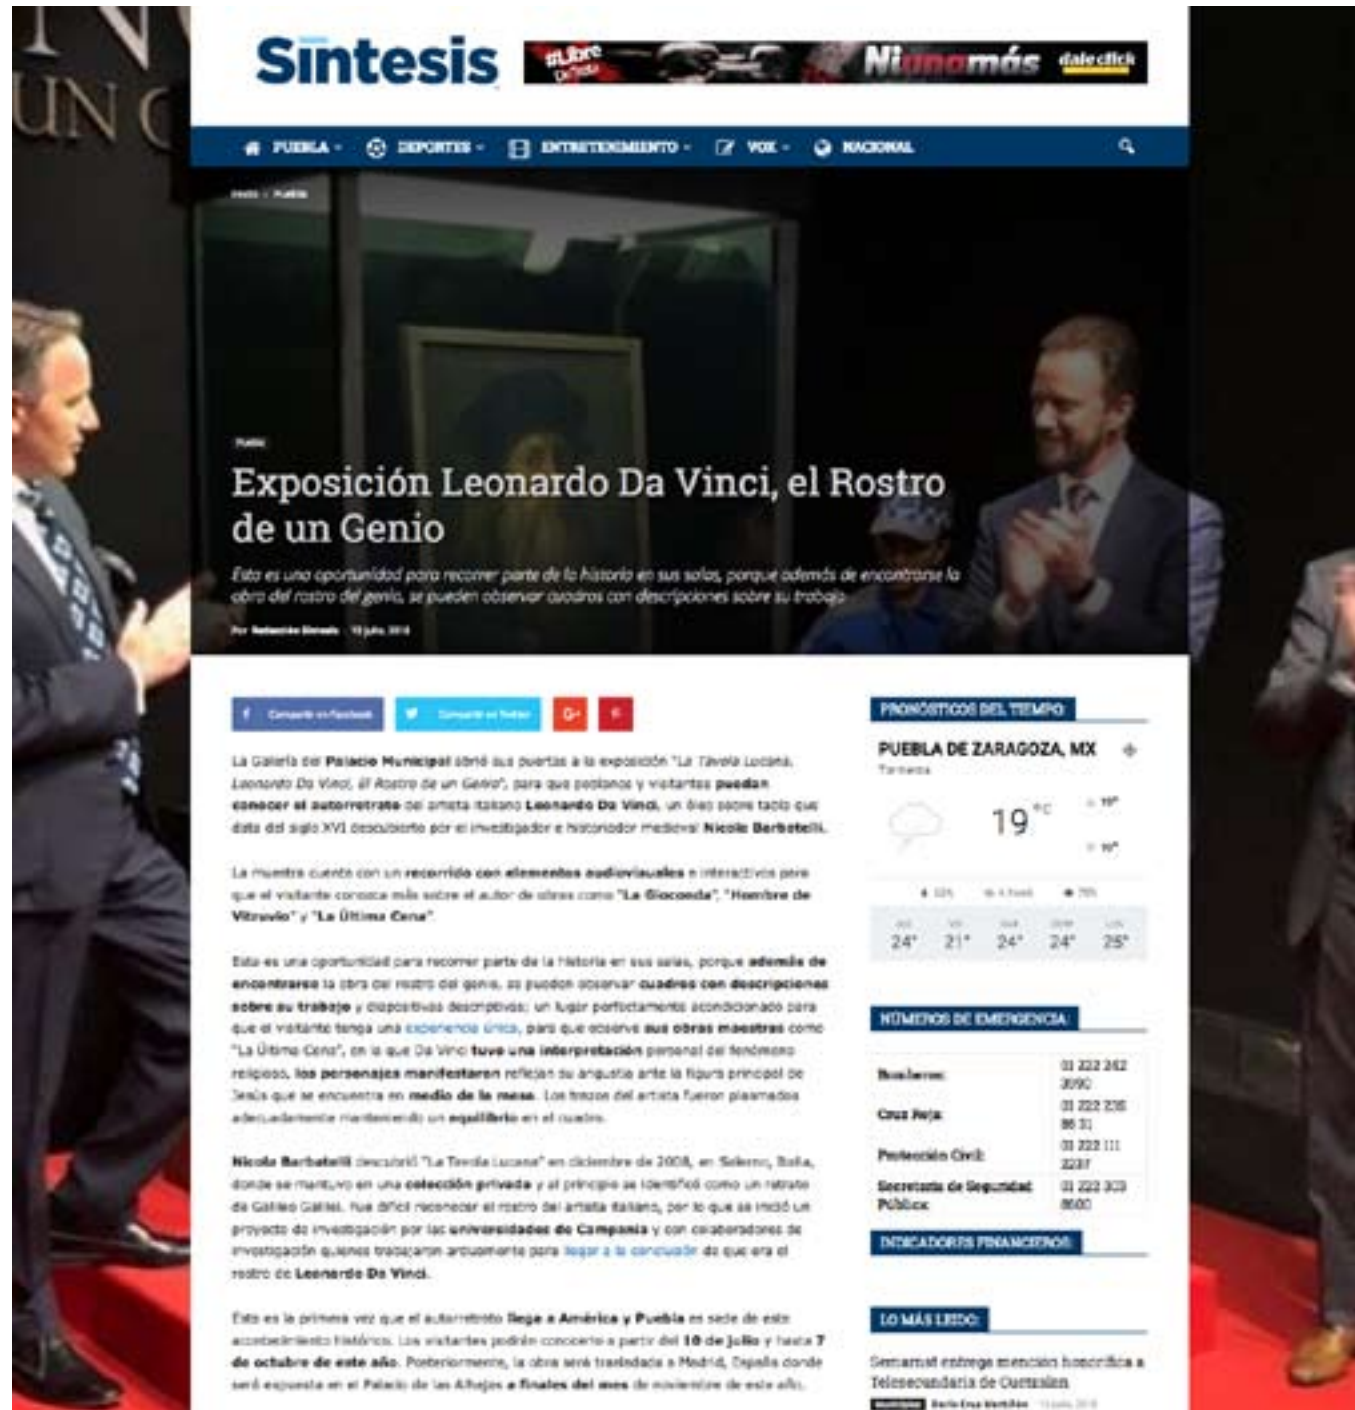 UN
Síntesis
#Libre
Niunamás
daleclick
PUEBLA
DEPORTES
ENTRETENIMIENTO
VOX
NACIONAL
Exposición Leonardo Da Vinci, el Rostro
de un Genio
Esta es una oportunidad para recorrer parte de la historia en sus salas, porque además de encontrarse la
obra del rostro del genio, se pueden observar cuadros con descripciones sobre su trabajo
Por Redacción Síntesis
Compartir en Facebook
Compartir en Twitter
G+
La Galería del Palacio Municipal abrió sus puertas a la exposición "La Tavola Lucana,
Leonardo Da Vinci, El Rostro de un Genio", para que poblanos y visitantes puedan
conocer el autorretrato del artista italiano Leonardo Da Vinci, un óleo sobre tabla que
data del siglo XVI descubierto por el investigador e historiador medieval Nicola Barbatelli.
La muestra cuenta con un recorrido con elementos audiovisuales e interactivos para
que el visitante conozca más sobre el autor de obras como "La Gioconda", "Hombre de
Vitruvio" y "La Última Cena".
Esta es una oportunidad para recorrer parte de la historia en sus salas, porque además de
encontrarse la obra del rostro del genio, se pueden observar cuadros con descripciones
sobre su trabajo y diapositivas descriptivas; un lugar perfectamente acondicionado para
que el visitante tenga una experiencia única, para que observe sus obras maestras como
"La Última Cena", en la que Da Vinci tuvo una interpretación personal del fenómeno
religioso, los personajes manifestaron reflejan su angustia ante la figura principal de
Jesús que se encuentra en medio de la mesa. Los trazos del artista fueron plasmados
adecuadamente manteniendo un equilibrio en el cuadro.
Nicola Barbatelli descubrió "La Tavola Lucana" en diciembre de 2008, en Salerno, Italia,
donde se mantuvo en una colección privada y al principio se identificó como un retrato
de Galileo Galilei. Fue difícil reconocer el rostro del artista italiano, por lo que se inició un
proyecto de investigación por las universidades de Campania y con colaboradores de
investigación quienes trabajaron arduamente para llegar a la conclusión de que era el
rostro de Leonardo Da Vinci.
Esta es la primera vez que el autorretrato llega a América y Puebla es sede de este
acontecimiento histórico. Los visitantes podrán conocerlo a partir del 10 de julio y hasta 7
de octubre de este año. Posteriormente, la obra será trasladada a Madrid, España donde
será expuesta en el Palacio de las Alhajas a finales del mes de noviembre de este año.
PRONÓSTICOS DEL TIEMPO
PUEBLA DE ZARAGOZA, MX
Tormenta
19 °C
24° 21° 24° 24° 25°
NÚMEROS DE EMERGENCIA:
Bomberos:
Cruz Roja:
Protección Civil:
01 222 111
Secretaría de Seguridad
Pública:
INDICADORES FINANCIEROS:
LO MÁS LEIDO:
Semarnat entrega mención honorífica a
Telesecundaria de Cuetzalan